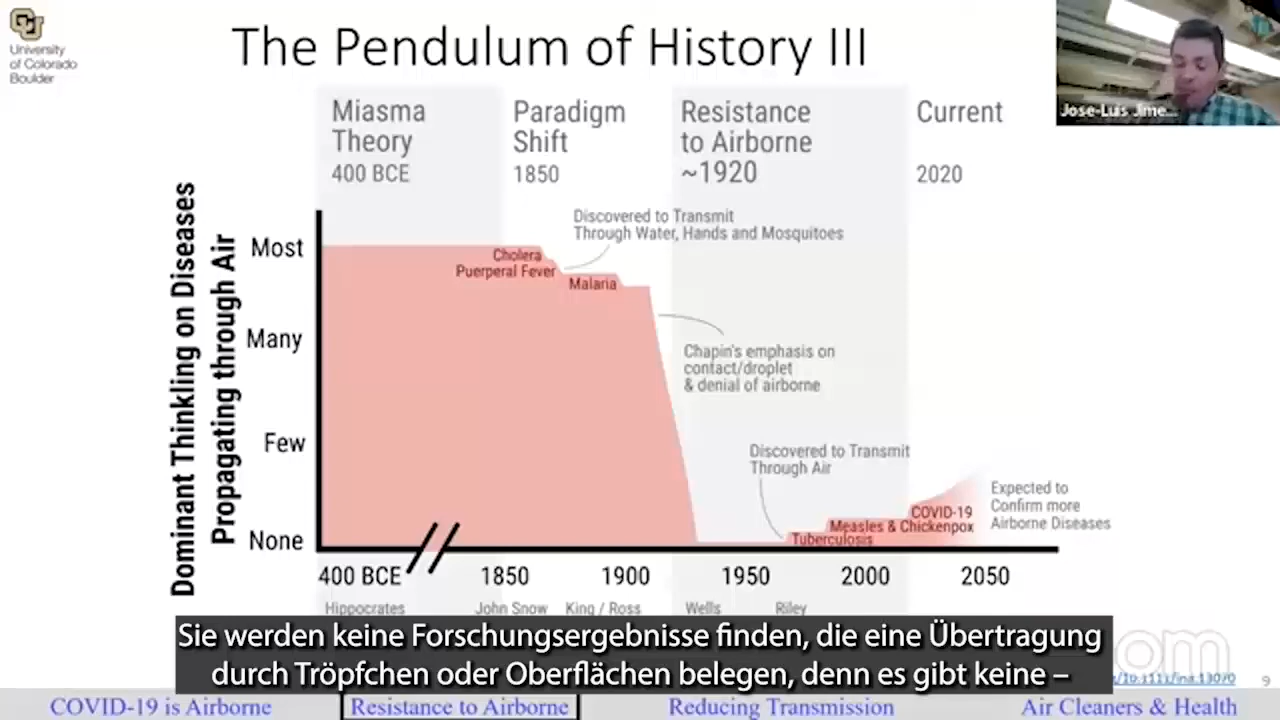 University
of Colorado
Boulder
The Pendulum of History III
Jose-Luis Jime...
Miasma
Theory
400 BCE
Paradigm
Shift
1850
Resistance
to Airborne
~1920
Current
2020
Dominant Thinkling on Diseases
Propagating through Air
Most
Many
Few
None
Discovered to Transmit
Through Water, Hands and Mosquitoes
Cholera
Puerperal Fever
Malaria
Chapin's emphasis on
contact/droplet
& denial of airborne
Discovered to Transmit
Through Air
Expected to
Confirm more
Airborne Diseases
COVID-19
Measles & Chickenpox
Tuberculosis
400 BCE 1850 1900 1950 2000 2050
Hippocrates John Snow King / Ross Wells Riley
Sie werden keine Forschungsergebnisse finden, die eine Übertragung
durch Tröpfchen oder Oberflächen belegen, denn es gibt keine –
9
COVID-19 is Airborne Resistance to Airborne Reducing Transmission Air Cleaners & Health